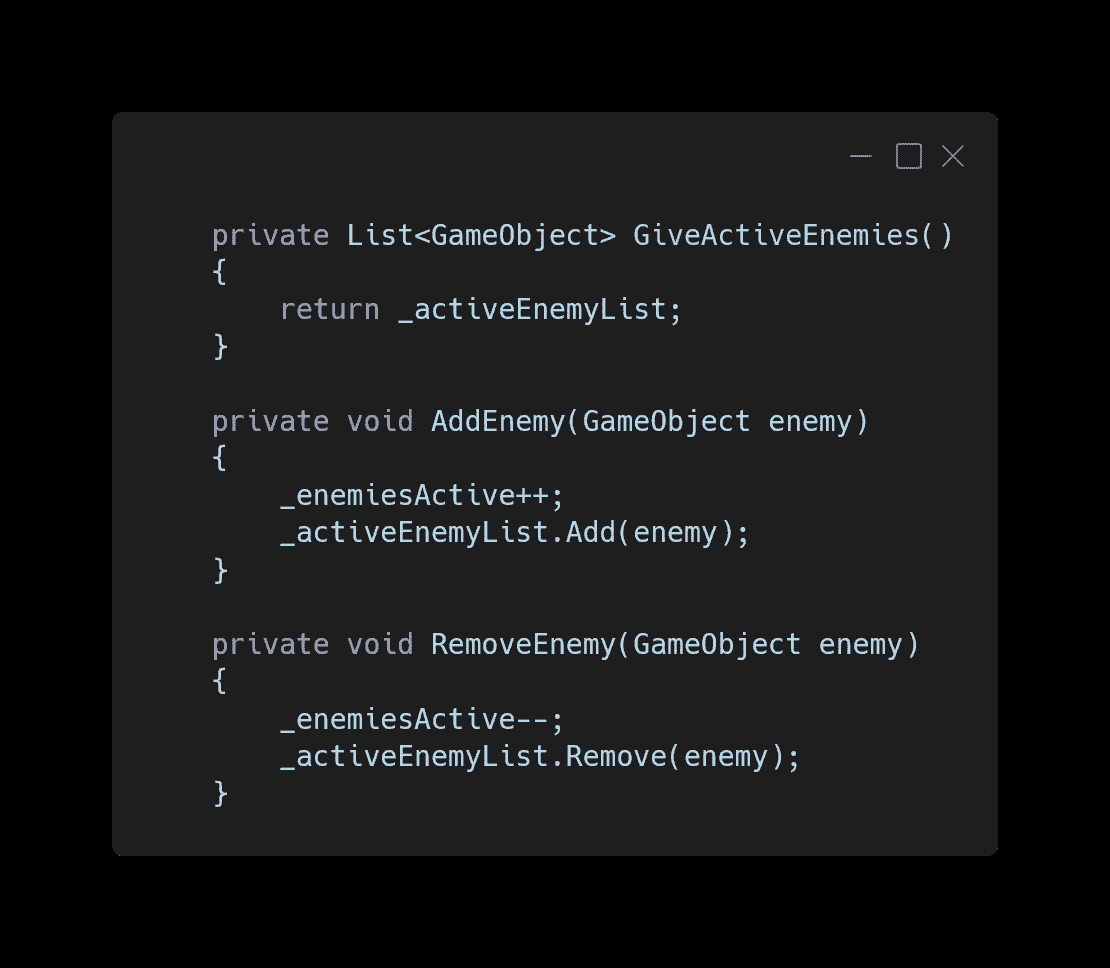 private List<GameObject> GiveActiveEnemies()
{
    return _activeEnemyList;
}

private void AddEnemy(GameObject enemy)
{
    _enemiesActive++;
    _activeEnemyList.Add(enemy);
}

private void RemoveEnemy(GameObject enemy)
{
    _enemiesActive--;
    _activeEnemyList.Remove(enemy);
}